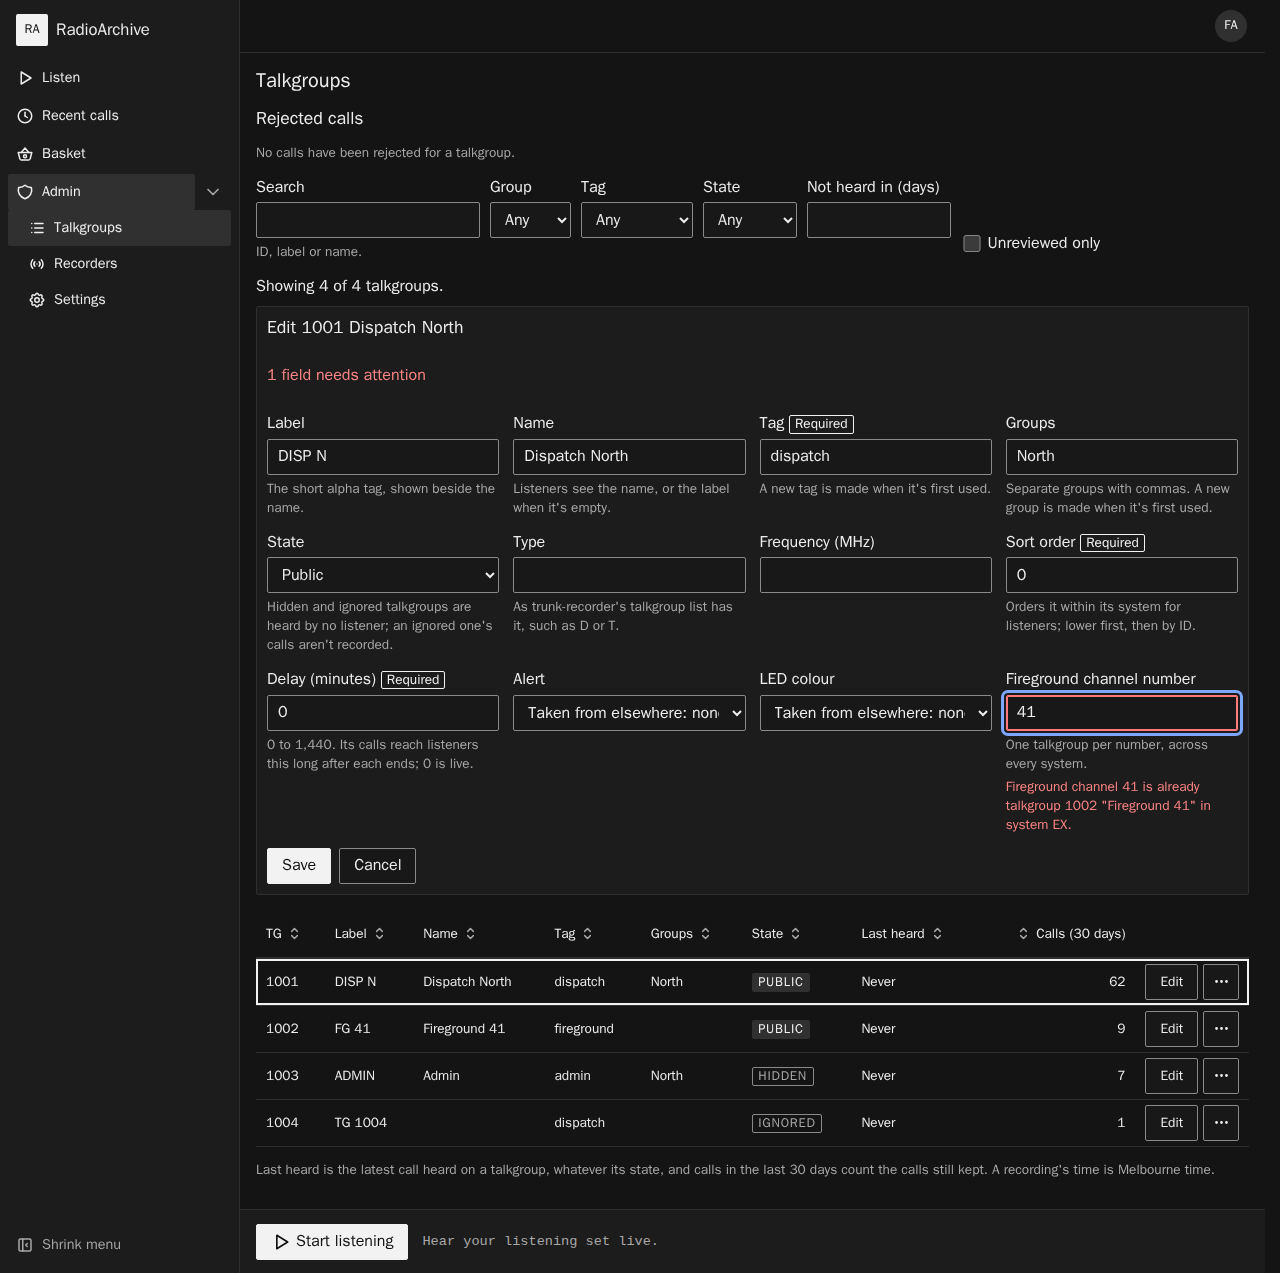 RA
RadioArchive
FA
Listen
Recent calls
Basket
Admin
Talkgroups
Recorders
Settings
Shrink menu
Talkgroups
Rejected calls
No calls have been rejected for a talkgroup.
Search
Group
Tag
State
Not heard in (days)
Any
Any
Any
Unreviewed only
ID, label or name.
Showing 4 of 4 talkgroups.
Edit 1001 Dispatch North
1 field needs attention
Label
Name
Tag Required
Groups
DISP N
Dispatch North
dispatch
North
The short alpha tag, shown beside the
name.
Listeners see the name, or the label
when it's empty.
A new tag is made when it's first used.
Separate groups with commas. A new
group is made when it's first used.
State
Type
Frequency (MHz)
Sort order Required
Public
0
Hidden and ignored talkgroups are
heard by no listener; an ignored one's
calls aren't recorded.
As trunk-recorder's talkgroup list has
it, such as D or T.
Orders it within its system for
listeners; lower first, then by ID.
Delay (minutes) Required
Alert
LED colour
Fireground channel number
0
Taken from elsewhere: none
Taken from elsewhere: none
41
0 to 1,440. Its calls reach listeners
this long after each ends; 0 is live.
One talkgroup per number, across
every system.
Fireground channel 41 is already
talkgroup 1002 "Fireground 41" in
system EX.
Save
Cancel
TG Label Name Tag Groups State Last heard Calls (30 days)
1001 DISP N Dispatch North dispatch North PUBLIC Never 62 Edit
1002 FG 41 Fireground 41 fireground PUBLIC Never 9 Edit
1003 ADMIN Admin admin North HIDDEN Never 7 Edit
1004 TG 1004 dispatch IGNORED Never 1 Edit
Last heard is the latest call heard on a talkgroup, whatever its state, and calls in the last 30 days count the calls still kept. A recording's time is Melbourne time.
Start listening
Hear your listening set live.